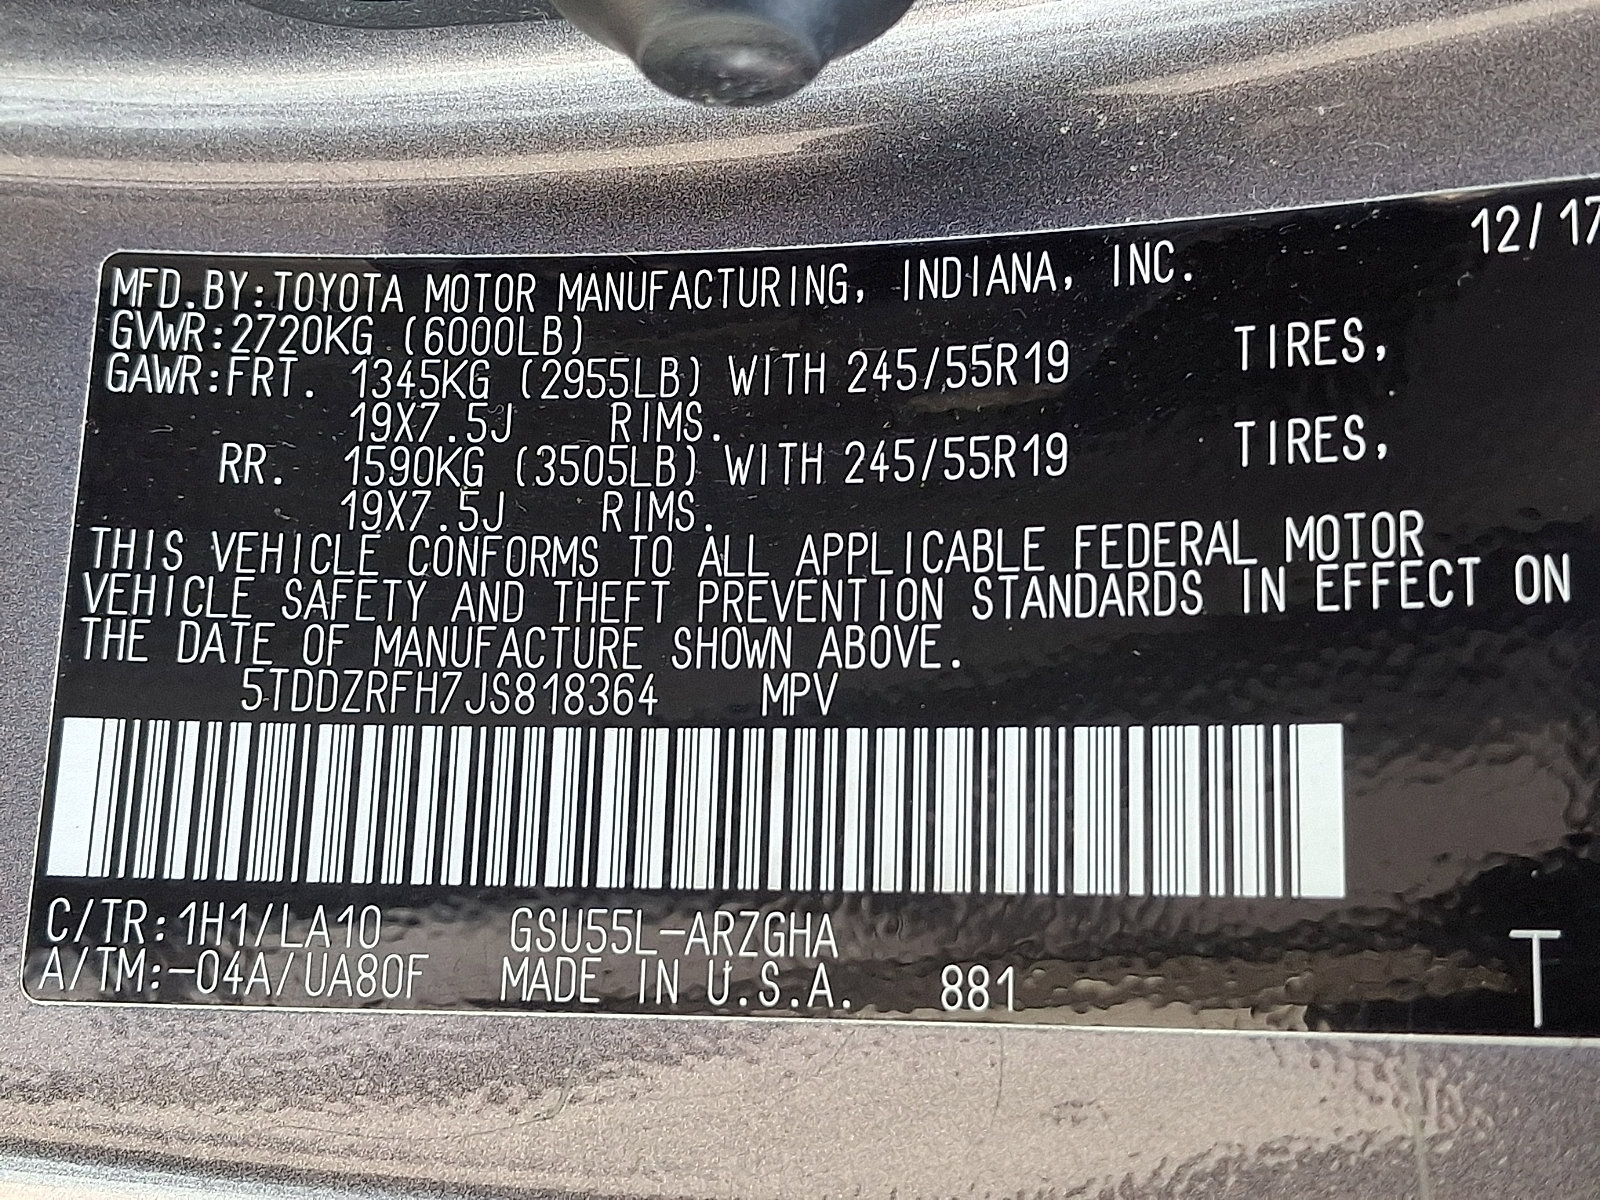 12/17
MFD.BY:TOYOTA MOTOR MANUFACTURING, INDIANA, INC.
GVWR:2720KG (6000LB)
GAWR:FRT. 1345KG (2955LB) WITH 245/55R19 TIRES,
19X7.5J RIMS.
RR. 1590KG (3505LB) WITH 245/55R19 TIRES,
19X7.5J RIMS.
THIS VEHICLE CONFORMS TO ALL APPLICABLE FEDERAL MOTOR
VEHICLE SAFETY AND THEFT PREVENTION STANDARDS IN EFFECT ON
THE DATE OF MANUFACTURE SHOWN ABOVE.
5TDDZRFH7JS818364 MPV
C/TR:1H1/LA10 GSU55L-ARZGHA
A/TM:-04A/UA80F MADE IN U.S.A. 881
T